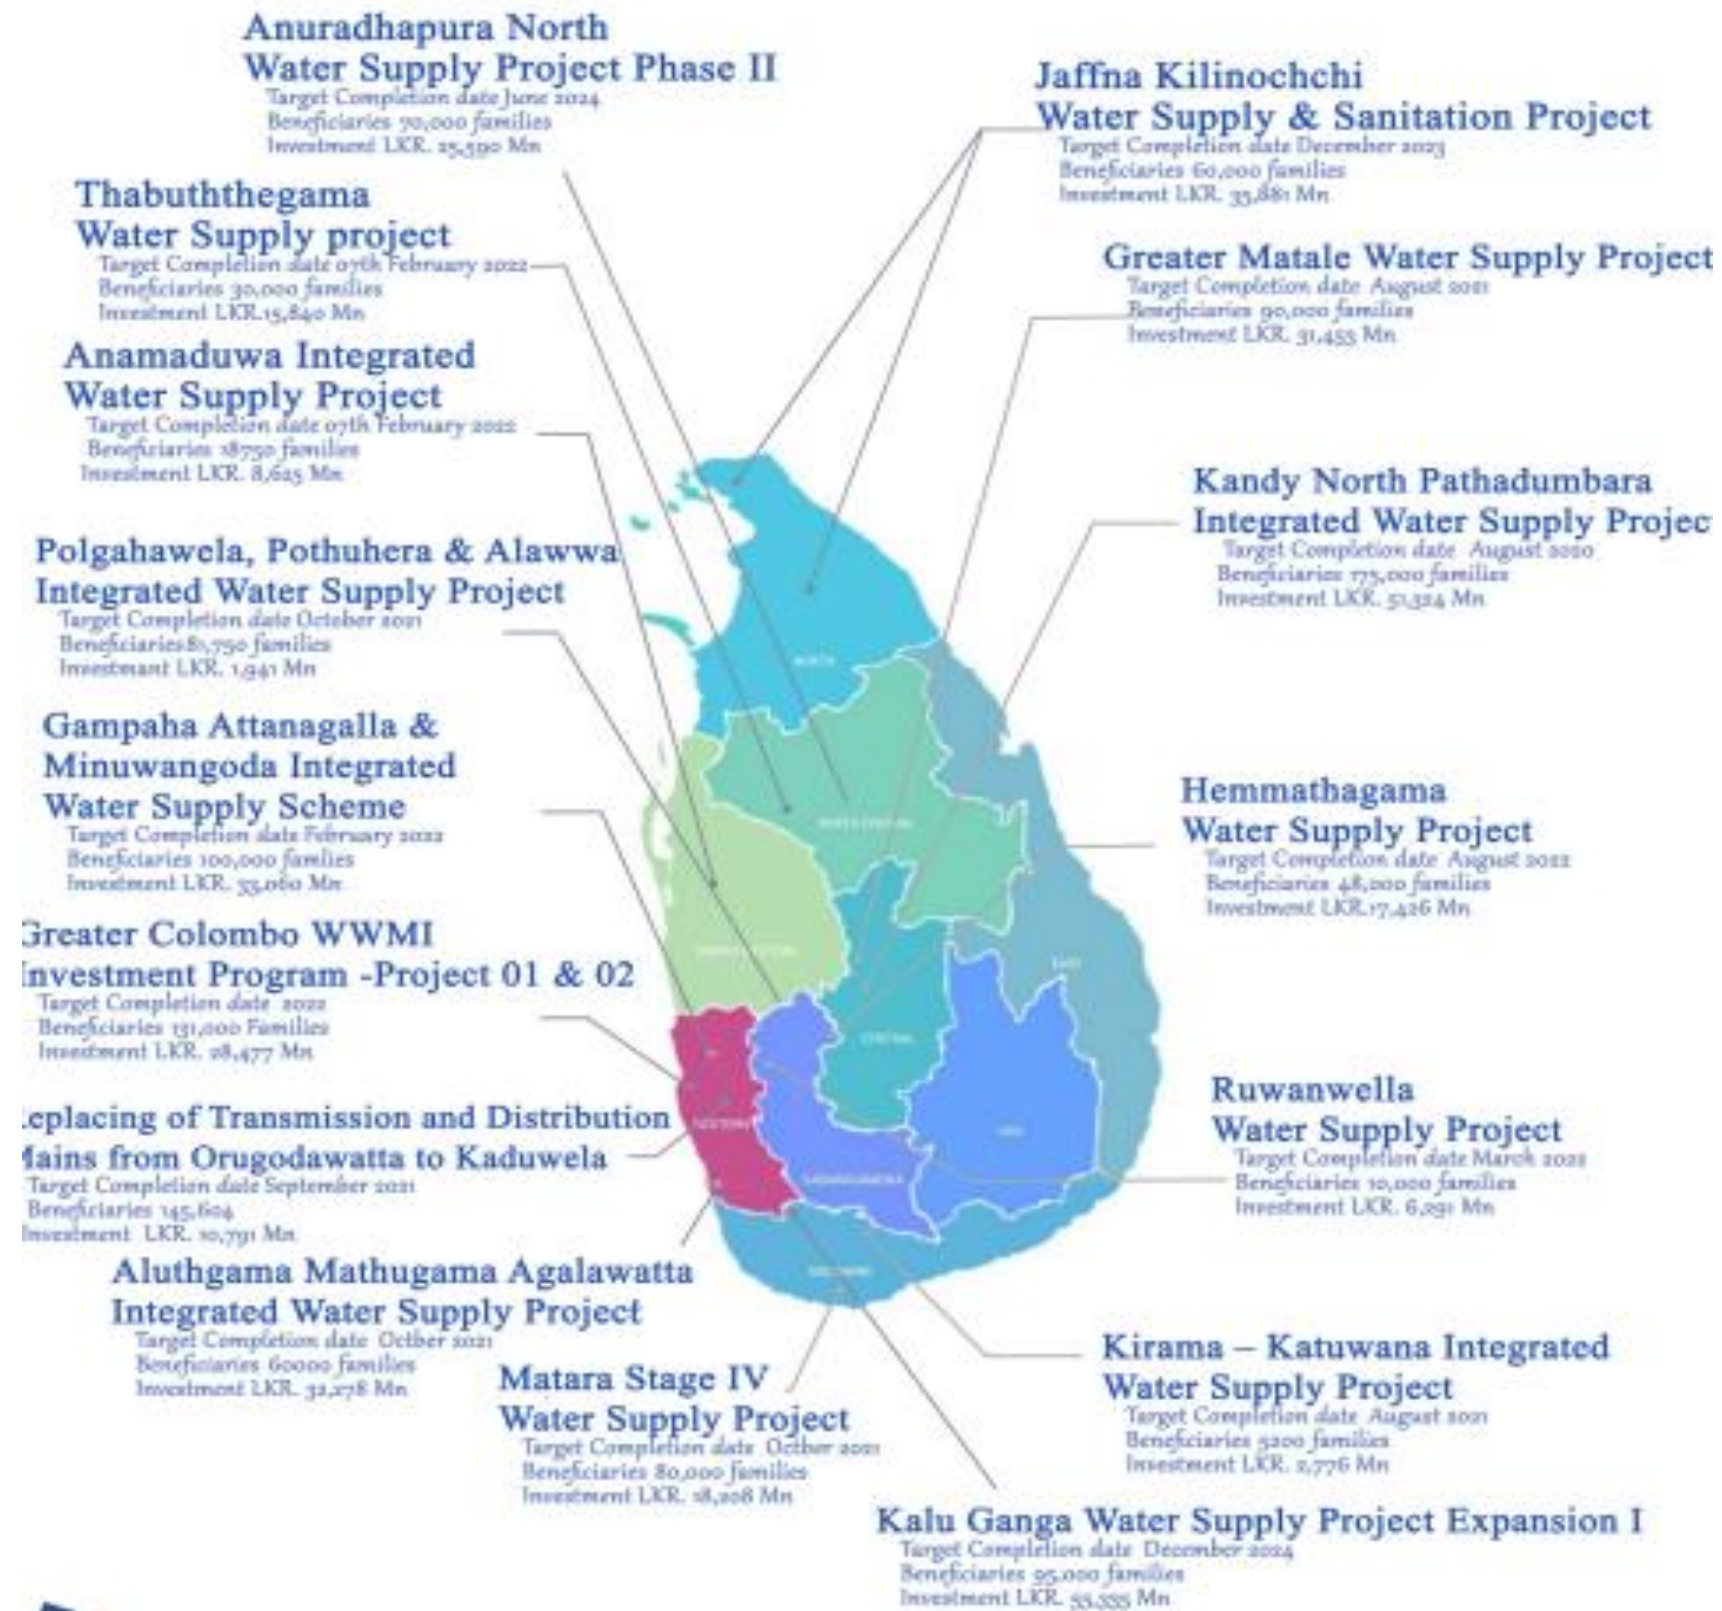 Anuradhapura North
Water Supply Project Phase II
Target Completion date June 2024
Beneficiaries 70,000 families
Investment LKR. 25,590 Mn
Jaffna Kilinochchi
Water Supply & Sanitation Project
Target Completion date December 2023
Beneficiaries 60,000 families
Investment LKR. 35,881 Mn
Thabuththegama
Water Supply project
Target Completion date 07th February 2022
Beneficiaries 30,000 families
Investment LKR.15,840 Mn
Greater Matale Water Supply Project
Target Completion date August 2021
Beneficiaries 90,000 families
Investment LKR. 31,453 Mn
Anamaduwa Integrated
Water Supply Project
Target Completion date 07th February 2022
Beneficiaries 18750 families
Investment LKR. 8,625 Mn
Kandy North Pathadumbara
Integrated Water Supply Projec
Target Completion date August 2020
Beneficiaries 175,000 families
Investment LKR. 51,324 Mn
Polgahawela, Pothuhera & Alawwa
Integrated Water Supply Project
Target Completion date October 2021
Beneficiaries 81,750 families
Investmant LKR. 1,941 Mn
Gampaha Attanagalla &
Minuwangoda Integrated
Water Supply Scheme
Target Completion date February 2022
Beneficiaries 100,000 famlies
Investment LKR. 33,060 Mn
Hemmathagama
Water Supply Project
Target Completion date August 2022
Beneficiaries 48,000 families
Investment LKR.17,426 Mn
Greater Colombo WWMI
Investment Program -Project 01 & 02
Target Completion date 2022
Beneficiaries 131,000 Families
Investment LKR. 28,477 Mn
eplacing of Transmission and Distribution
Mains from Orugodawatta to Kaduwela
Target Completion date September 2021
Beneficiaries 145,604
Investment LKR. 10,791 Mn
Ruwanwella
Water Supply Project
Target Completion date March 2022
Beneficiaries 10,000 families
Investment LKR. 6,291 Mn
Aluthgama Mathugama Agalawatta
Integrated Water Supply Project
Target Completion date Octber 2021
Beneficiaries 60000 families
Investment LKR. 32,278 Mn
Matara Stage IV
Water Supply Project
Target Completion date Octber 2021
Beneficiaries 80,000 families
Investment LKR. 18,208 Mn
Kirama – Katuwana Integrated
Water Supply Project
Target Completion date August 2021
Beneficiaries 5200 families
Investment LKR. 2,776 Mn
Kalu Ganga Water Supply Project Expansion I
Target Completion date December 2024
Beneficiaries 95,000 families
Investment LKR. 53,335 Mn
NORTH
NORTH CENTRAL
EAST
CENTRAL
WESTERN
UVA
SABARAGAMUWA